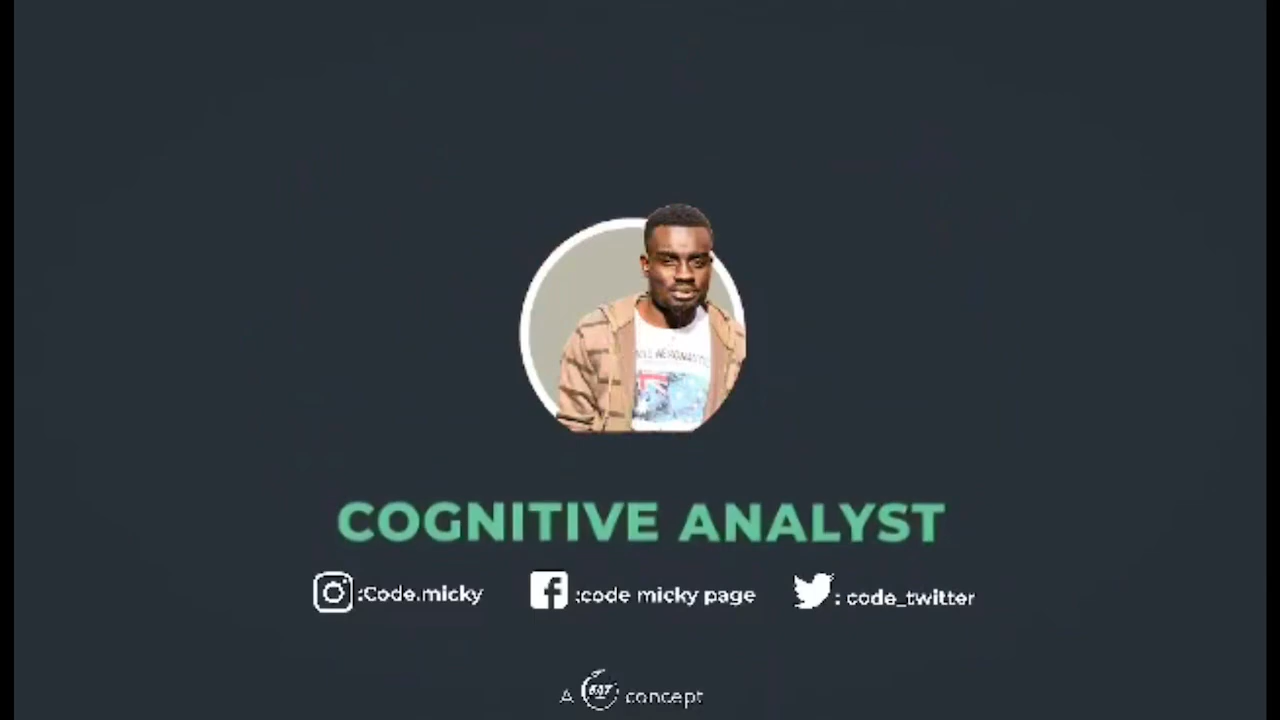 COGNITIVE ANALYST
:Code.micky :code micky page : code_twitter
A concept